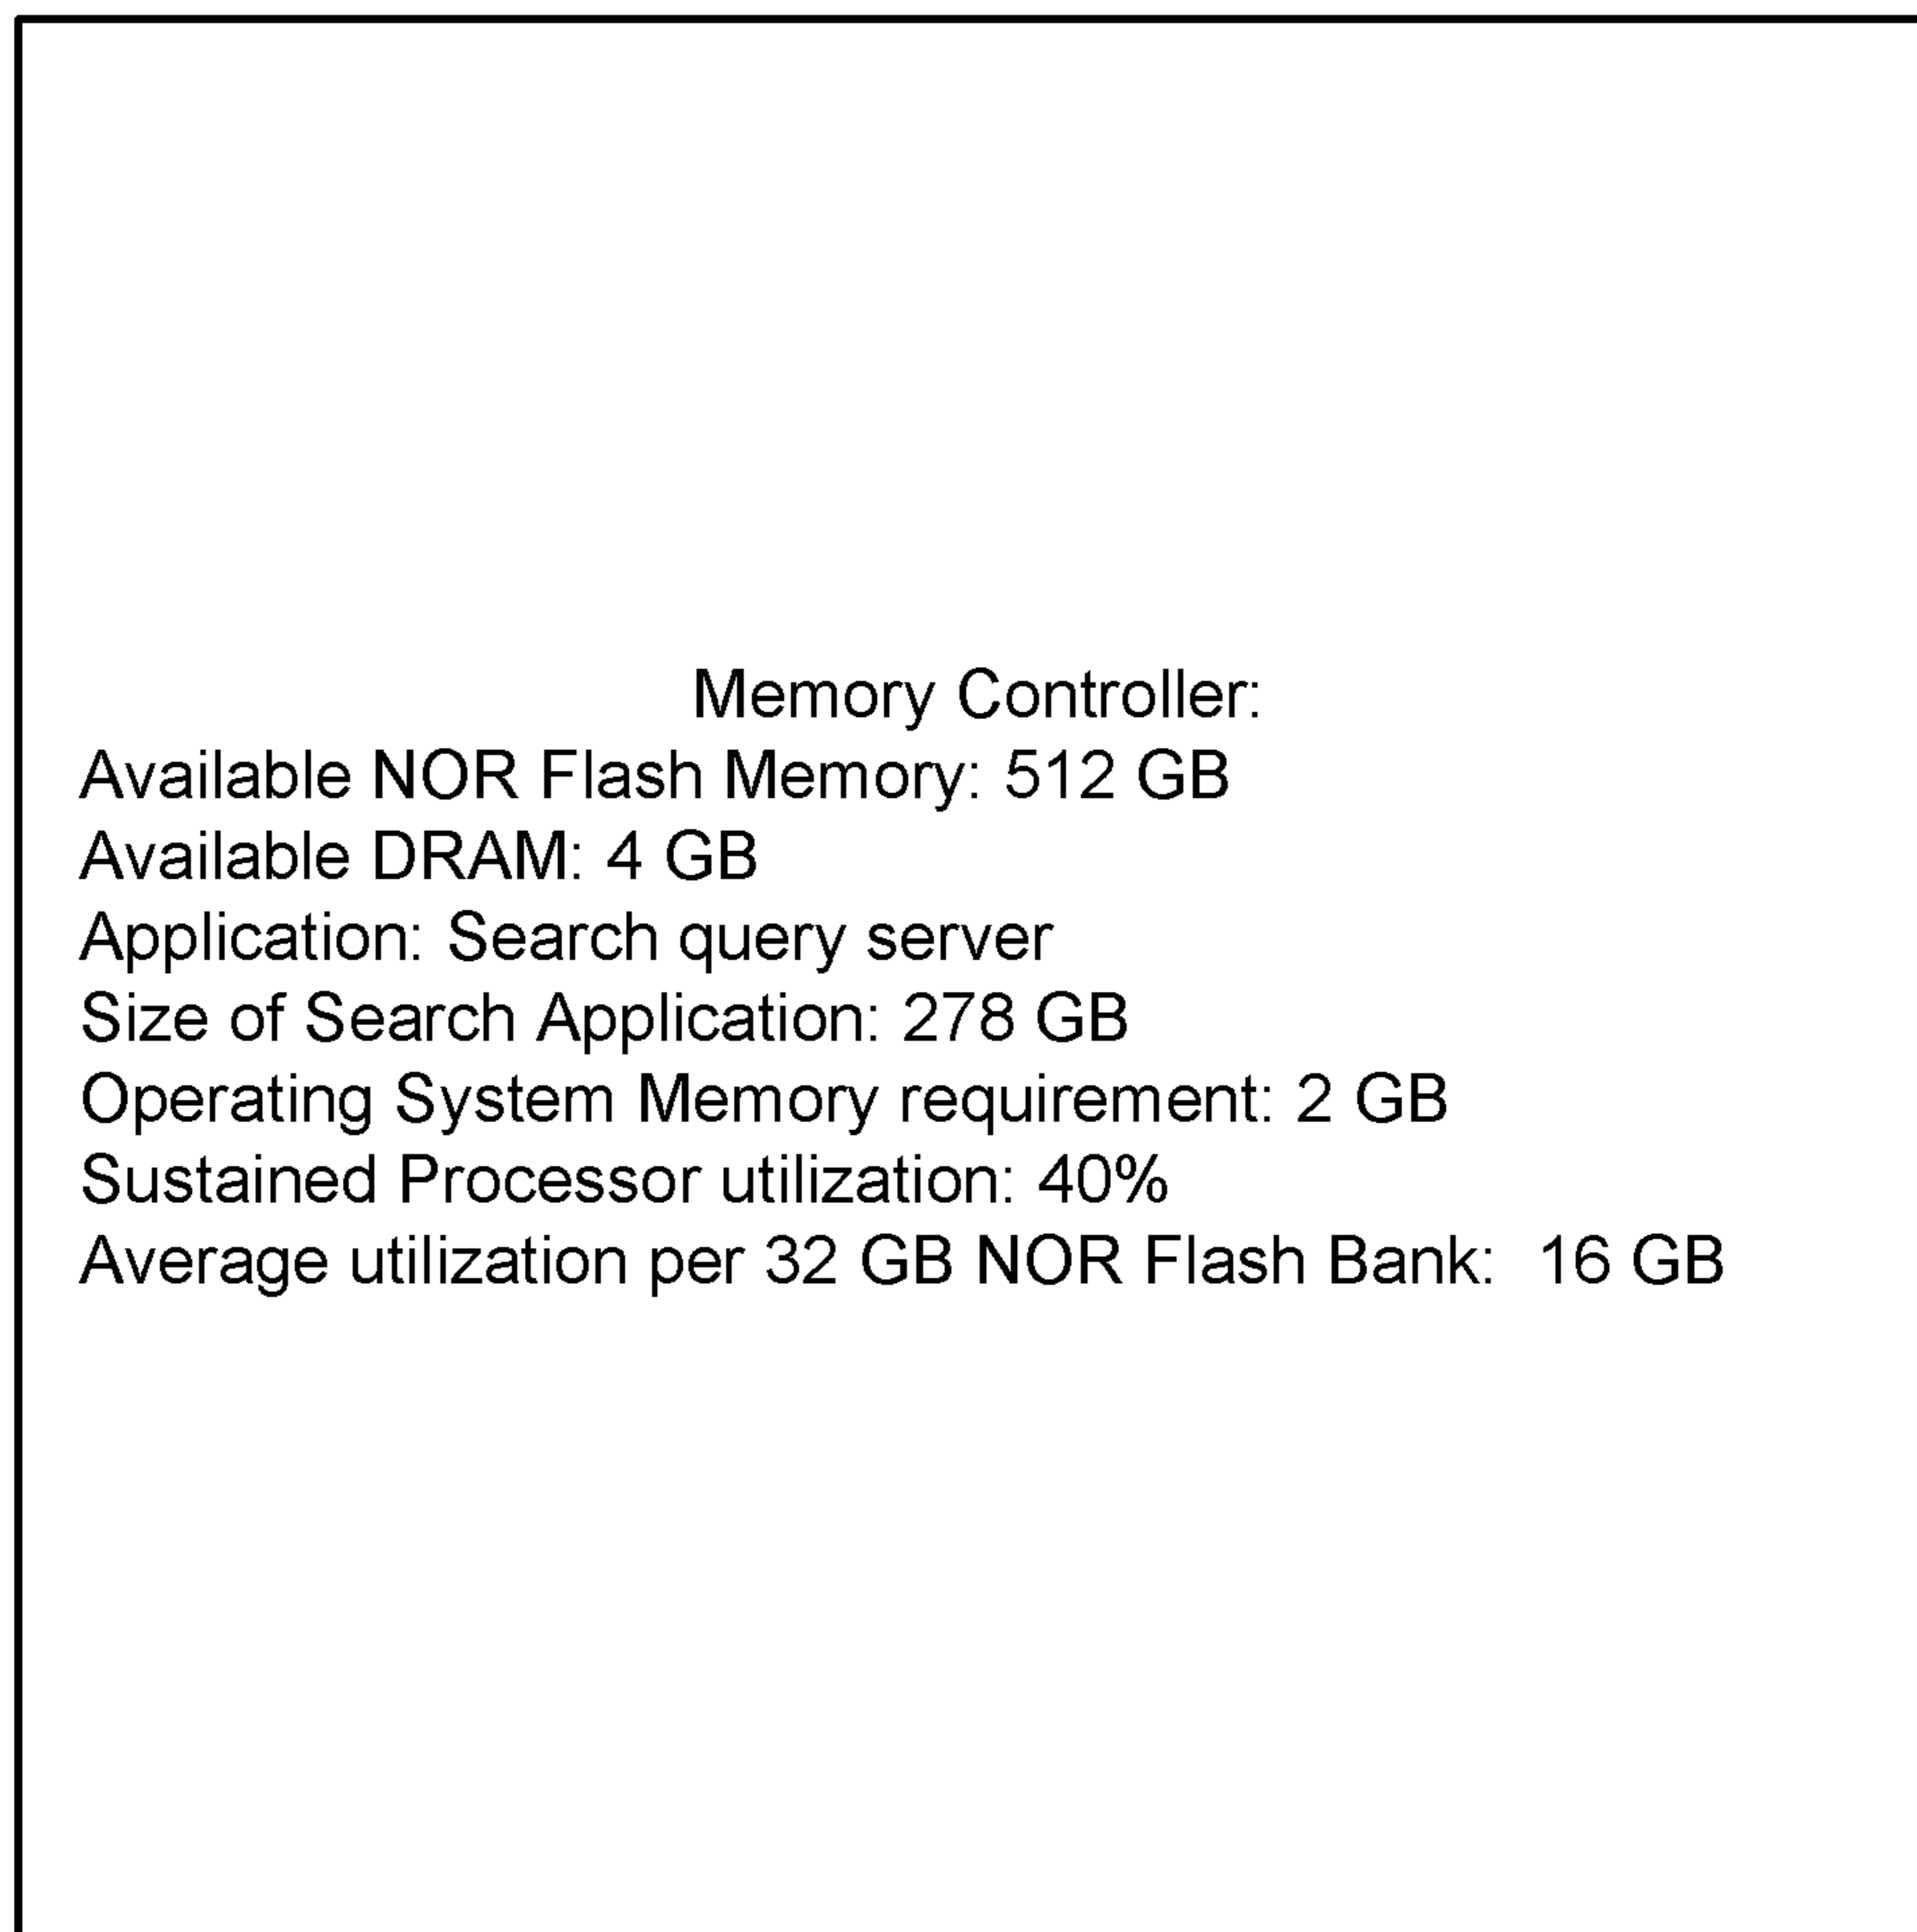 Memory Controller:
Available NOR Flash Memory: 512 GB
Available DRAM: 4 GB
Application: Search query server
Size of Search Application: 278 GB
Operating System Memory requirement: 2 GB
Sustained Processor utilization: 40%
Average utilization per 32 GB NOR Flash Bank:  16 GB